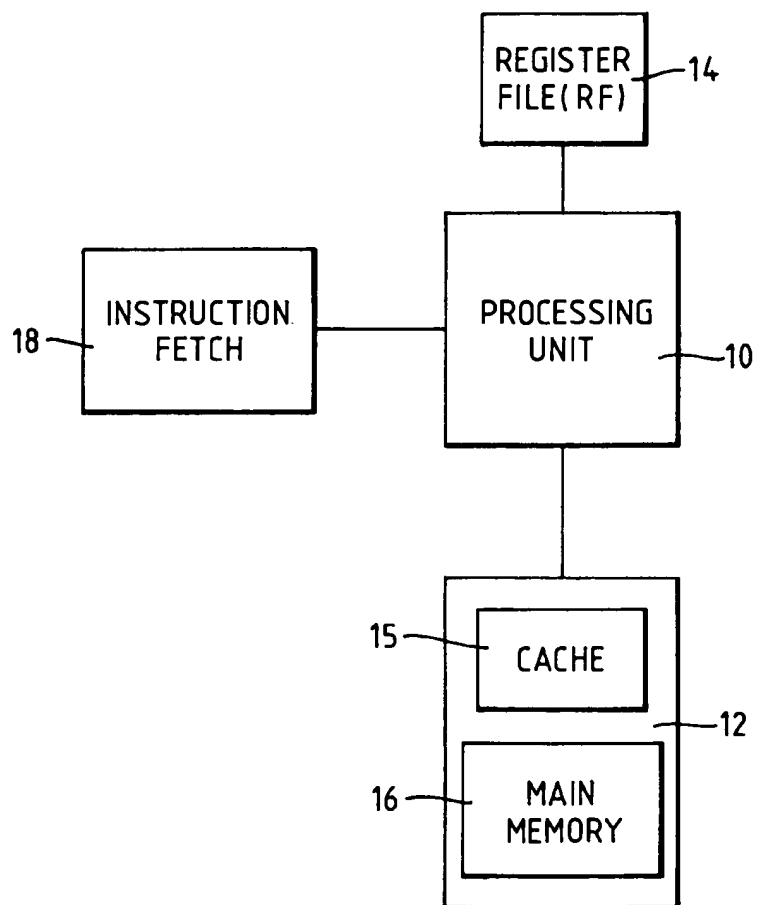 REGISTER
FILE(RF)
14
INSTRUCTION
FETCH
18
PROCESSING
UNIT
10
15
CACHE
12
16
MAIN
MEMORY